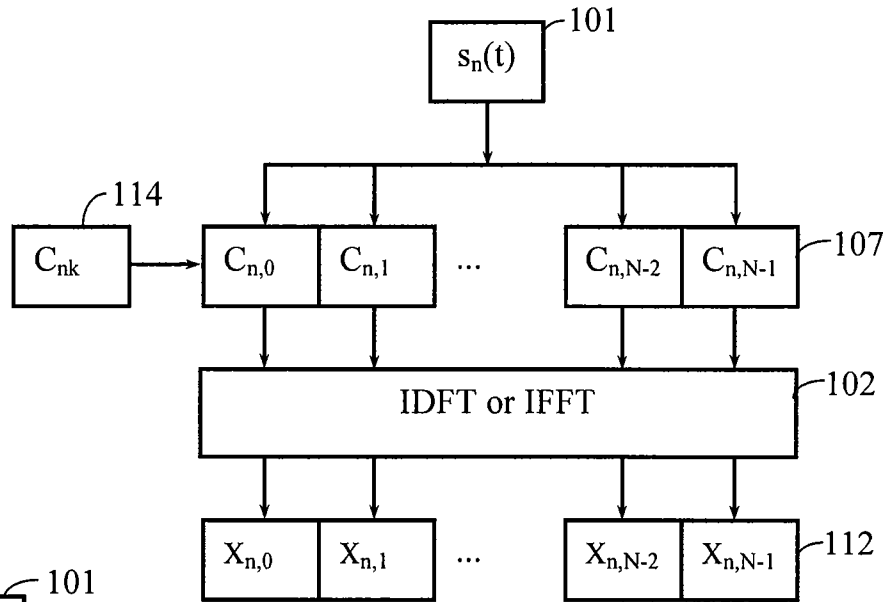 101
sₙ(t)
114
Cₙₖ
Cₙ,₀ Cₙ,₁ ... Cₙ,N-2 Cₙ,N-1
107
IDFT or IFFT
102
Xₙ,₀ Xₙ,₁ ... Xₙ,N-2 Xₙ,N-1
112
101